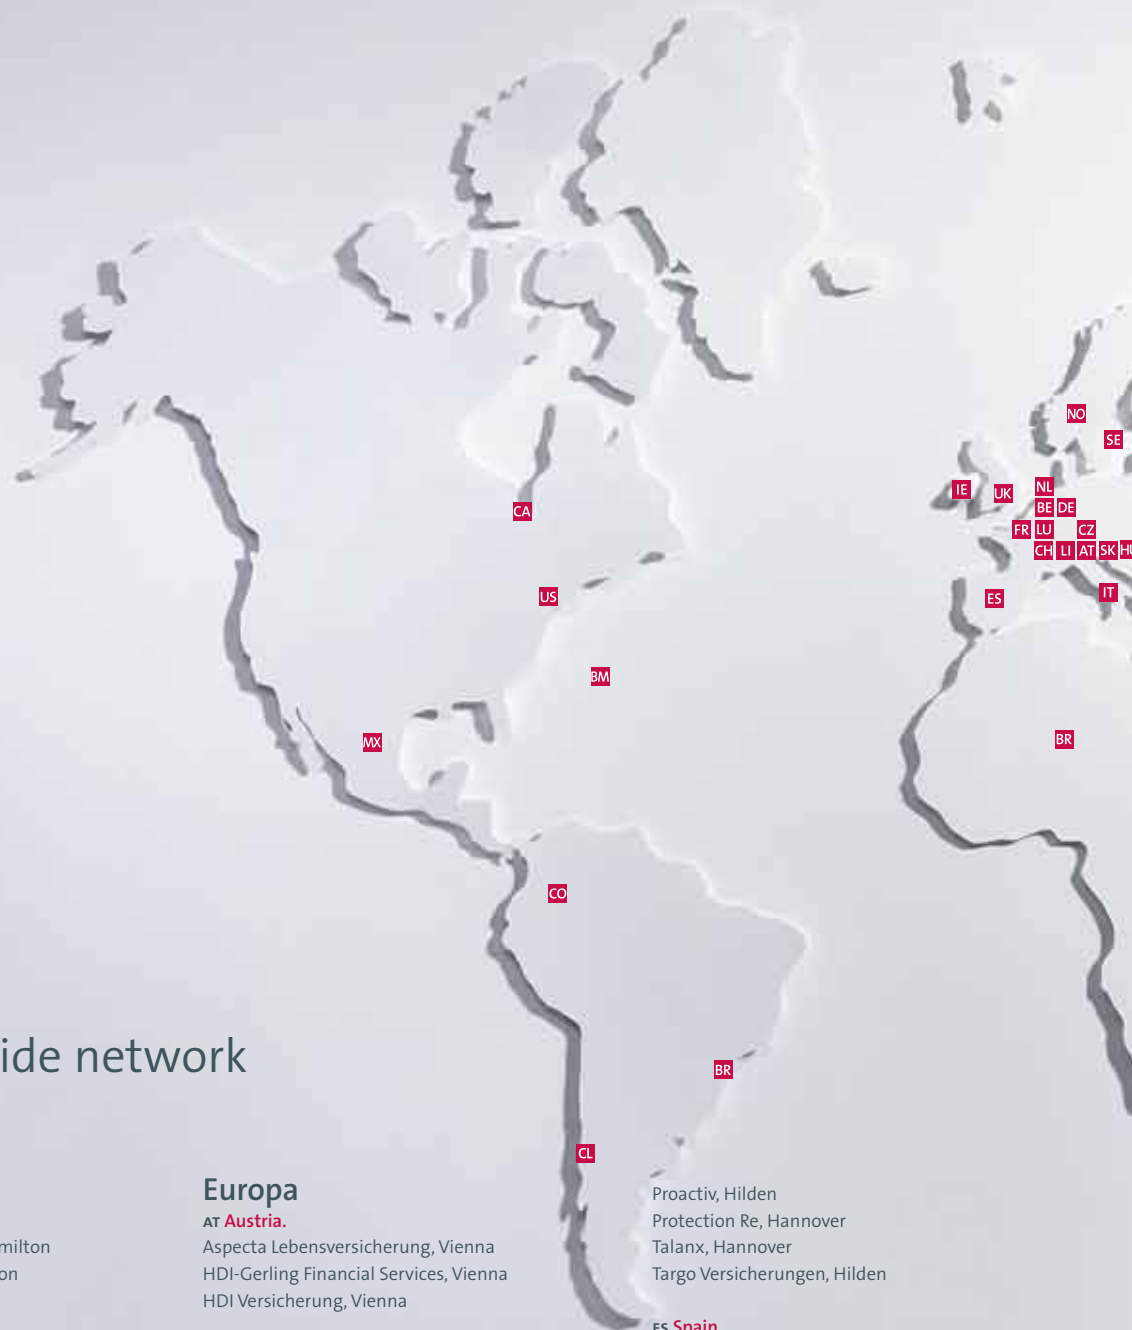 NO
SE
IE
UK
NL
BE DE
FR LU CZ
CH LI AT SK HU
CA
US
ES
IT
BM
MX
BR
CO
ide network
BR
CL
milton
on
Europa
AT Austria.
Aspecta Lebensversicherung, Vienna
HDI-Gerling Financial Services, Vienna
HDI Versicherung, Vienna
Proactiv, Hilden
Protection Re, Hannover
Talanx, Hannover
Targo Versicherungen, Hilden
ES Spain